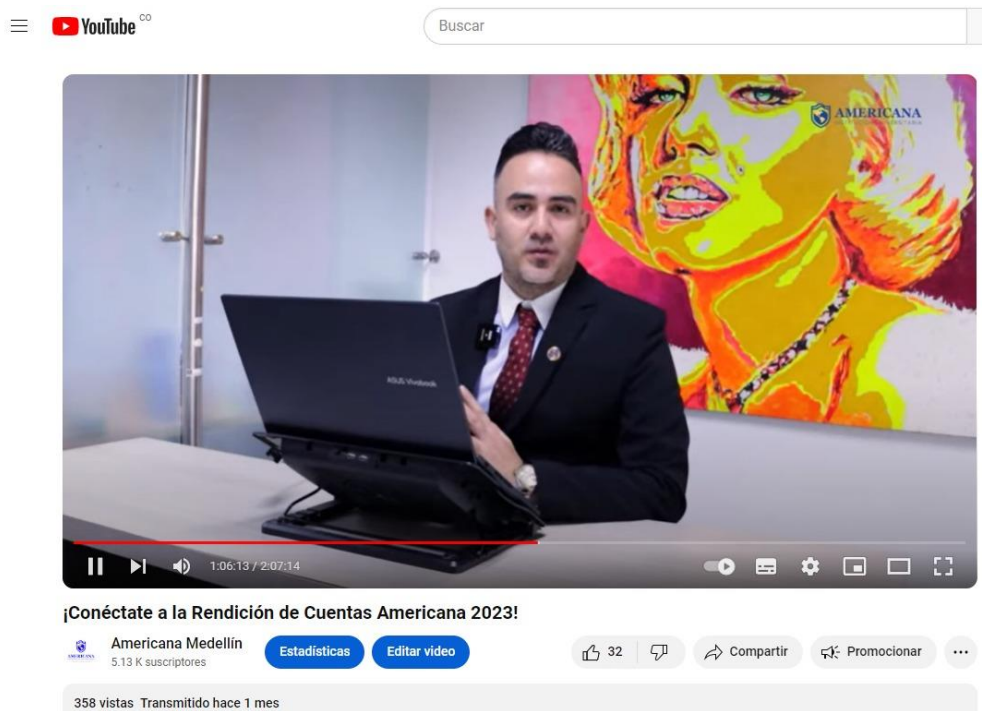 YouTube CO
Buscar
AMERICANA
ASUS Vivobook
1:06:13 / 2:07:14
¡Conéctate a la Rendición de Cuentas Americana 2023!
Americana Medellín
5.13 K suscriptores
Estadísticas
Editar video
32
Compartir
Promocionar
358 vistas Transmitido hace 1 mes